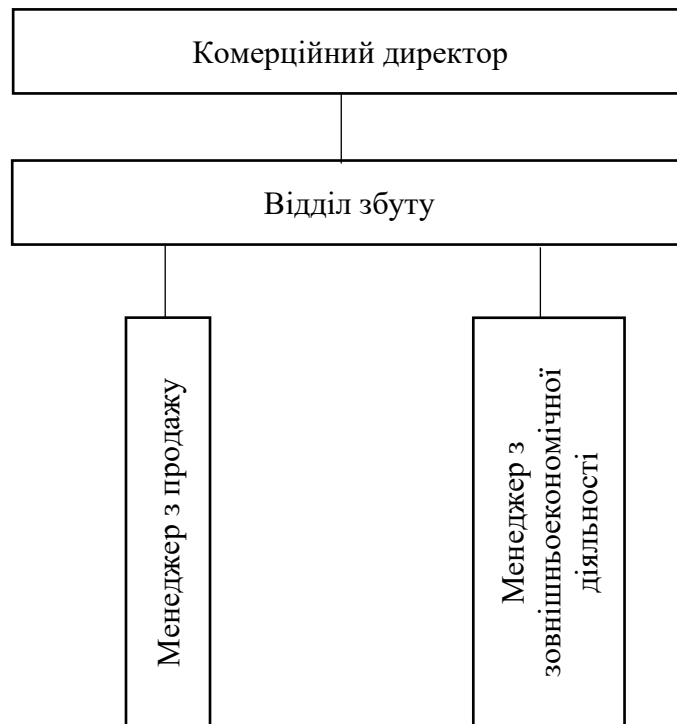 Комерційний директор
Відділ збуту
Менеджер з продажу
Менеджер з
зовнішньоекономічної
діяльності